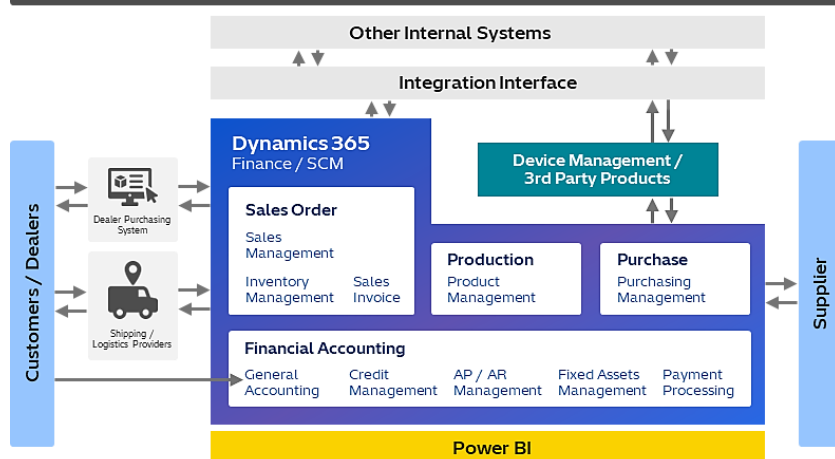 Other Internal Systems
Integration Interface
Dynamics 365
Finance / SCM
Device Management /
3rd Party Products
Customers / Dealers
Dealer Purchasing
System
Shipping /
Logistics Providers
Sales Order
Sales
Management
Inventory
Management
Sales
Invoice
Production
Product
Management
Purchase
Purchasing
Management
Supplier
Financial Accounting
General
Accounting
Credit
Management
AP / AR
Management
Fixed Assets
Management
Payment
Processing
Power BI